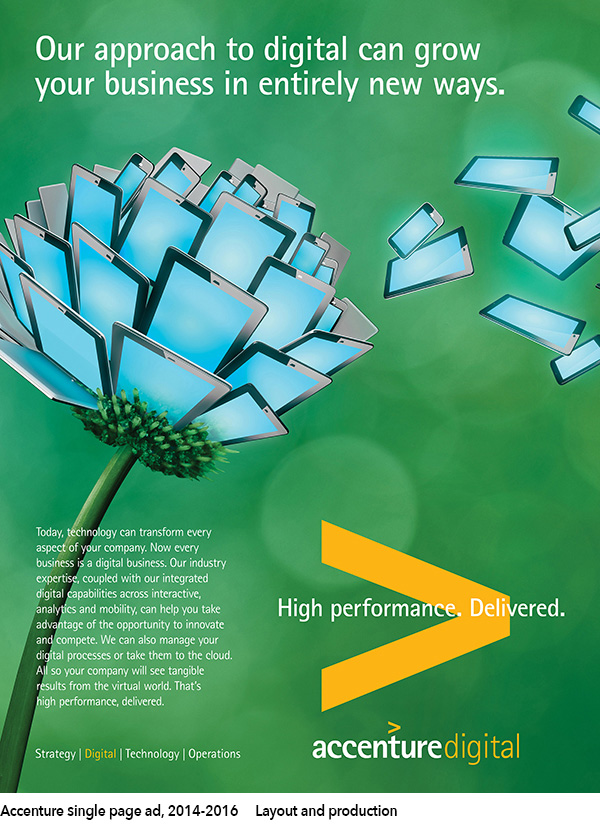 Our approach to digital can grow
your business in entirely new ways.
Today, technology can transform every
aspect of your company. Now every
business is a digital business. Our industry
expertise, coupled with our integrated
digital capabilities across interactive,
analytics and mobility, can help you take
advantage of the opportunity to innovate
and compete. We can also manage your
digital processes or take them to the cloud.
All so your company will see tangible
results from the virtual world. That's
high performance, delivered.
High performance. Delivered.
Strategy | Digital | Technology | Operations
accenturedigital
Accenture single page ad, 2014-2016 Layout and production